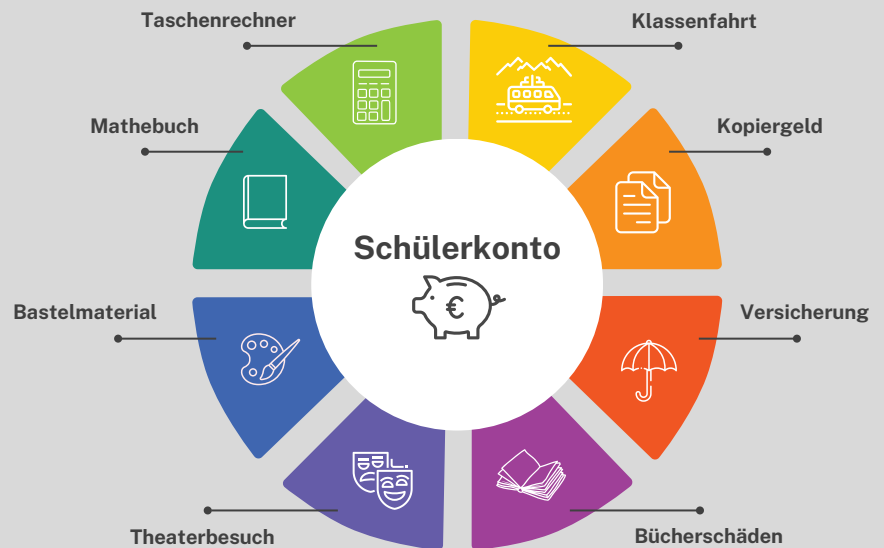 Taschenrechner
Klassenfahrt
Mathebuch
Kopiergeld
Schülerkonto
€
Bastelmaterial
Versicherung
Theaterbesuch
Bücherschäden